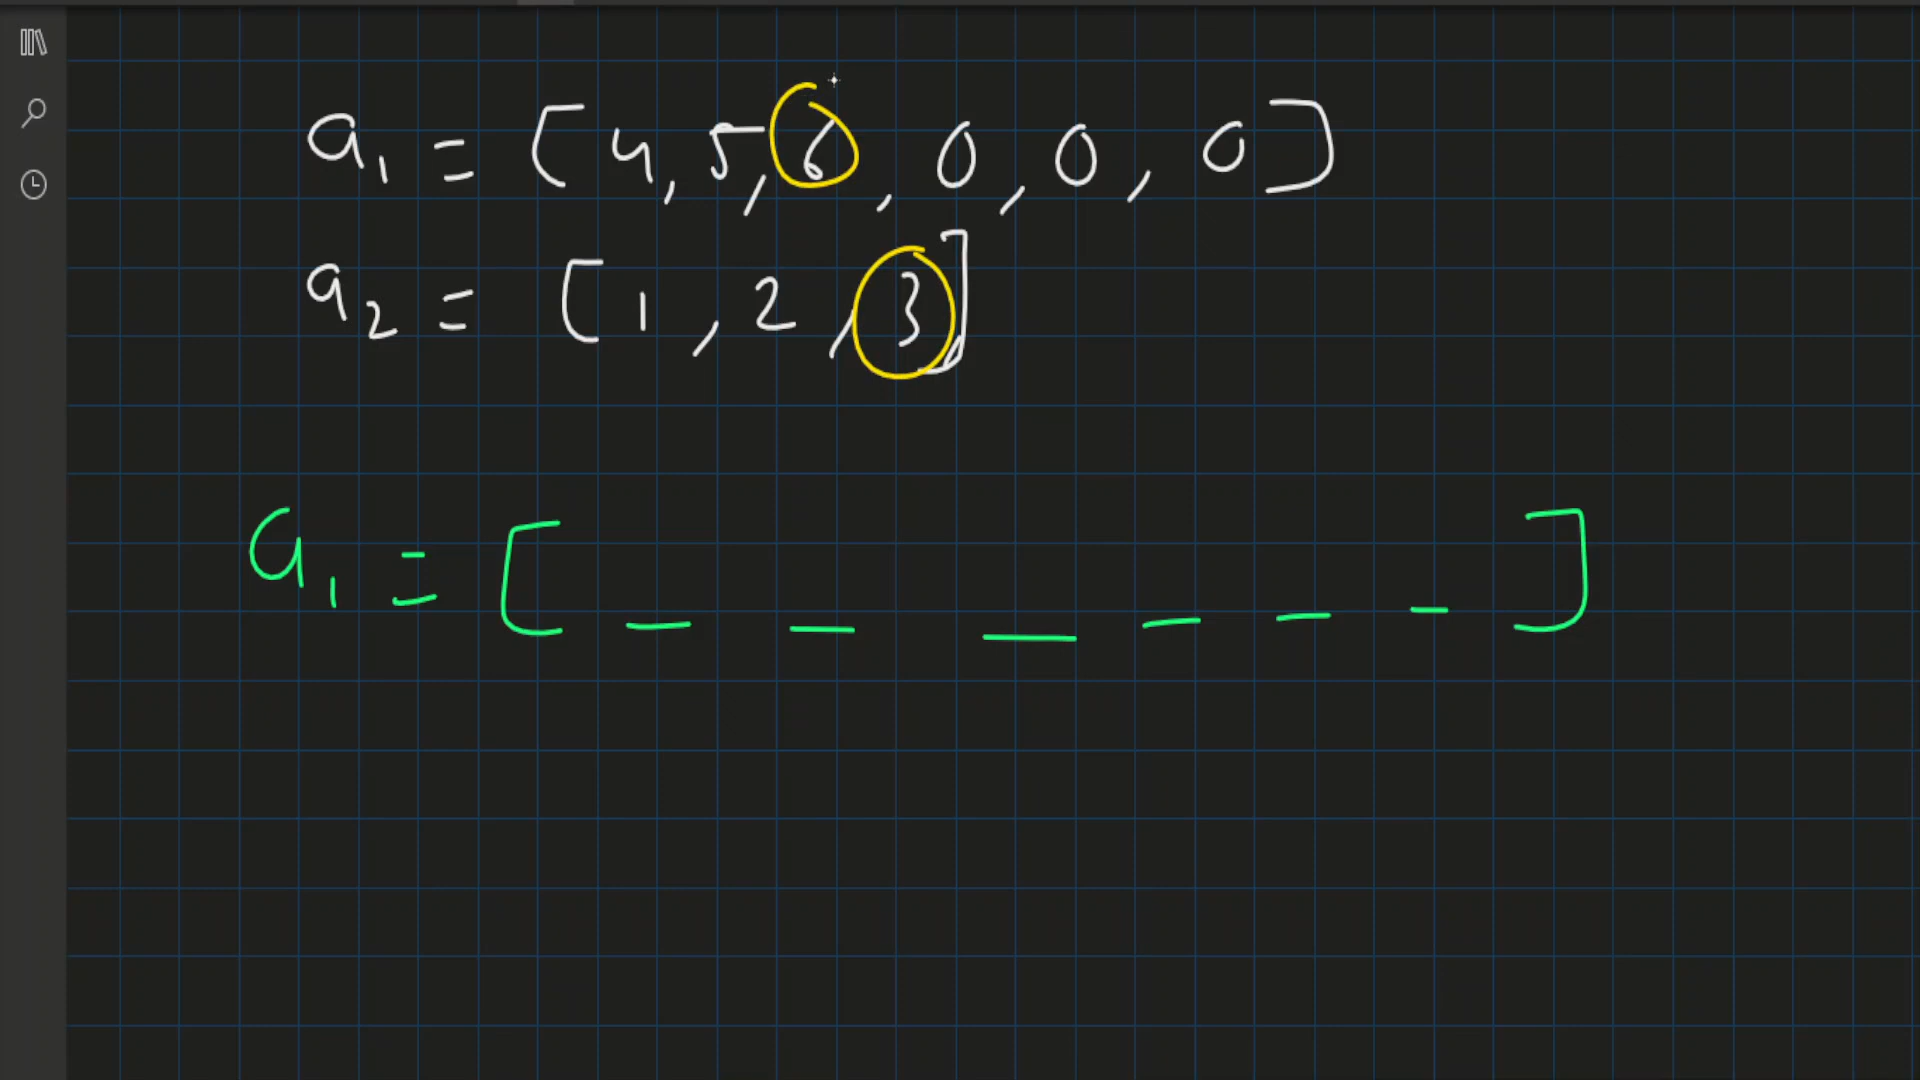 a₁ = [4, 5, 6, 0, 0, 0]
a₂ = [1, 2, 3]
a₁ = [_ _ _ _ _ _]